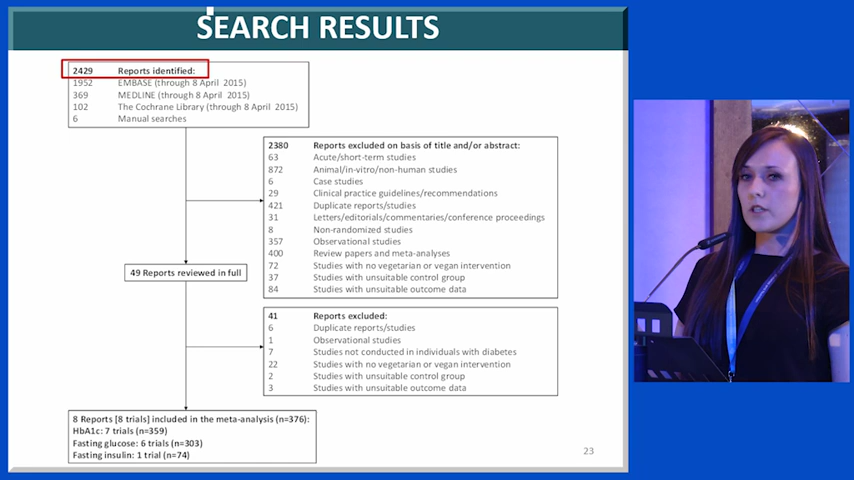 SEARCH RESULTS
2429 Reports identified:
1952 EMBASE (through 8 April 2015)
369 MEDLINE (through 8 April 2015)
102 The Cochrane Library (through 8 April 2015)
6 Manual searches
2380 Reports excluded on basis of title and/or abstract:
63 Acute/short-term studies
872 Animal/in-vitro/non-human studies
6 Case studies
29 Clinical practice guidelines/recommendations
421 Duplicate reports/studies
31 Letters/editorials/commentaries/conference proceedings
8 Non-randomized studies
357 Observational studies
400 Review papers and meta-analyses
72 Studies with no vegetarian or vegan intervention
37 Studies with unsuitable control group
84 Studies with unsuitable outcome data
49 Reports reviewed in full
41 Reports excluded:
6 Duplicate reports/studies
1 Observational studies
7 Studies not conducted in individuals with diabetes
22 Studies with no vegetarian or vegan intervention
2 Studies with unsuitable control group
3 Studies with unsuitable outcome data
8 Reports [8 trials] included in the meta-analysis (n=376):
HbA1c: 7 trials (n=359)
Fasting glucose: 6 trials (n=303)
Fasting insulin: 1 trial (n=74)
23